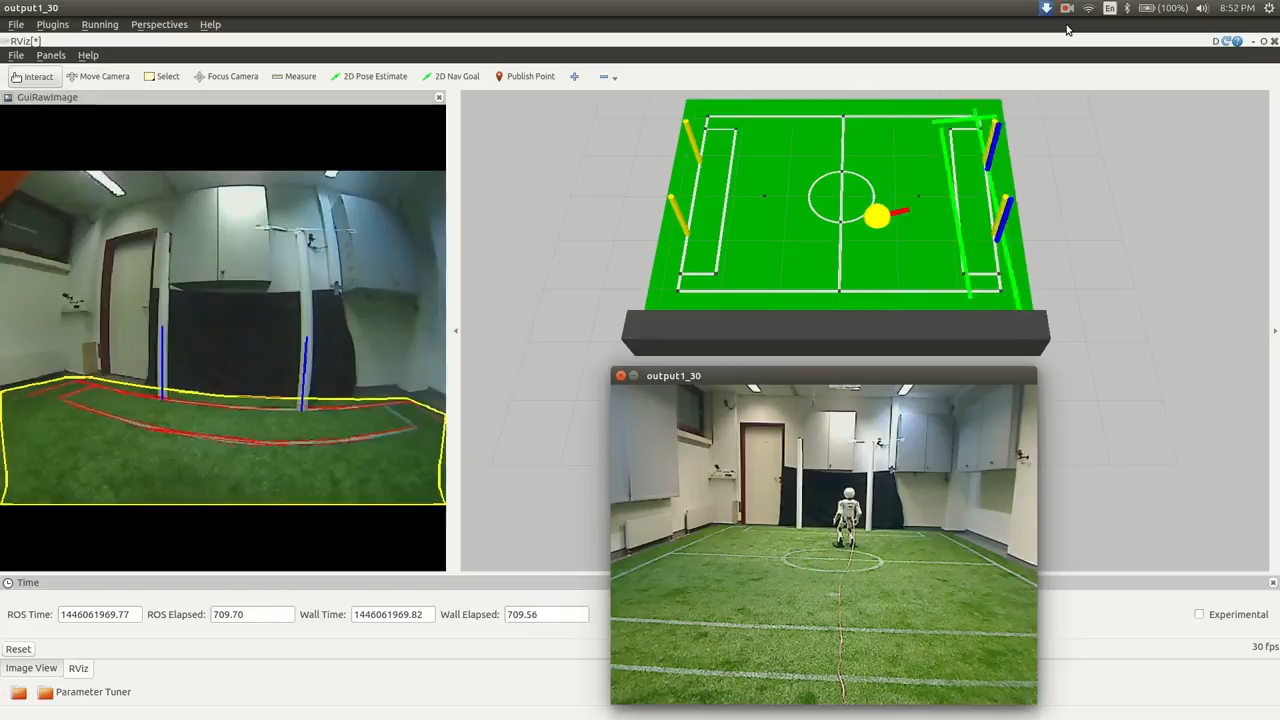 output1_30
En
(100%)
8:52 PM
File Plugins Running Perspectives Help
RViz[*]
D
O
File Panels Help
Interact Move Camera Select Focus Camera Measure 2D Pose Estimate 2D Nav Goal Publish Point
GuiRawImage
output1_30
Time
ROS Time: 1446061969.77 ROS Elapsed: 709.70 Wall Time: 1446061969.82 Wall Elapsed: 709.56 Experimental
Reset
30 fps
Image View RViz
Parameter Tuner